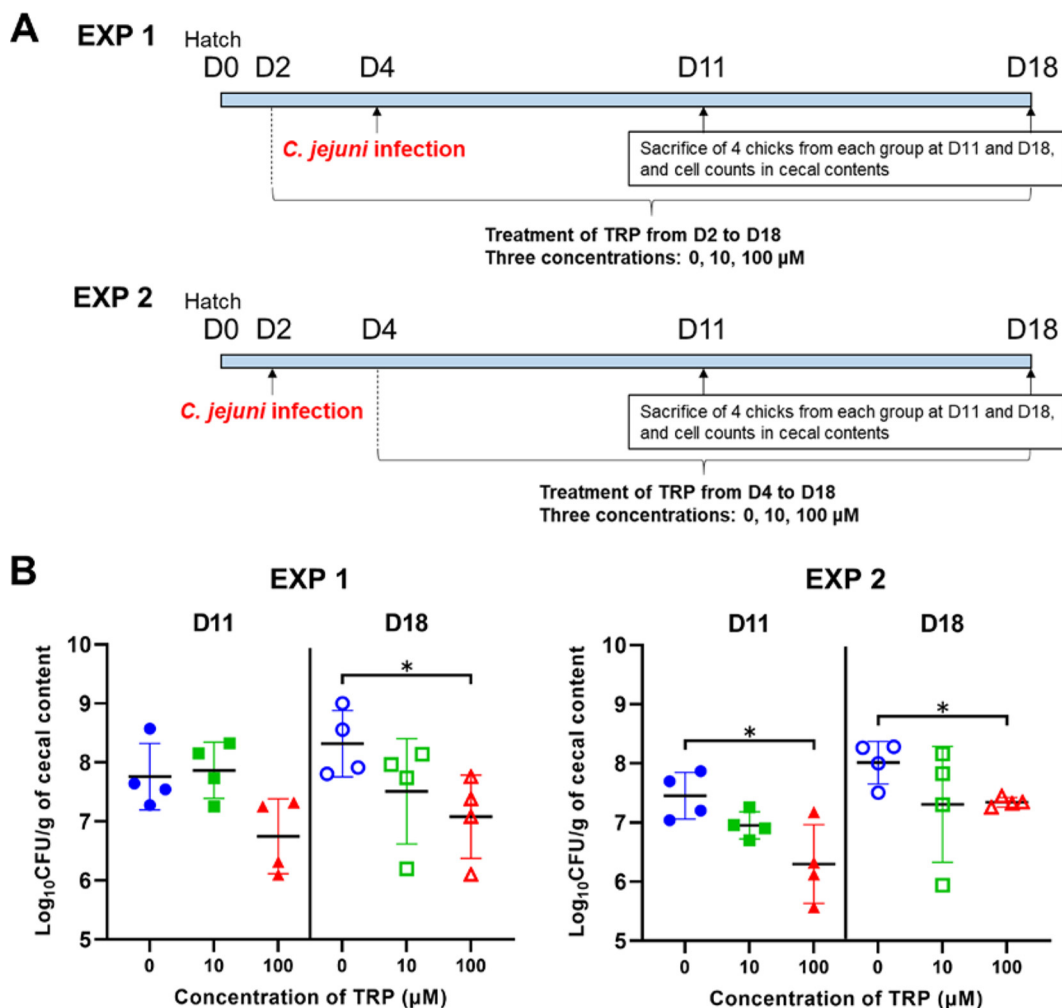 A
EXP 1
Hatch
D0 D2 D4 D11 D18
C. jejuni infection
Sacrifice of 4 chicks from each group at D11 and D18,
and cell counts in cecal contents
Treatment of TRP from D2 to D18
Three concentrations: 0, 10, 100 µM
EXP 2
Hatch
D0 D2 D4 D11 D18
C. jejuni infection
Sacrifice of 4 chicks from each group at D11 and D18,
and cell counts in cecal contents
Treatment of TRP from D4 to D18
Three concentrations: 0, 10, 100 µM
B
EXP 1
D11 D18
Log₁₀CFU/g of cecal content
10
9
8
7
6
5
*
0 10 100 0 10 100
Concentration of TRP (µM)
EXP 2
D11 D18
Log₁₀CFU/g of cecal content
10
9
8
7
6
5
*
*
0 10 100 0 10 100
Concentration of TRP (µM)